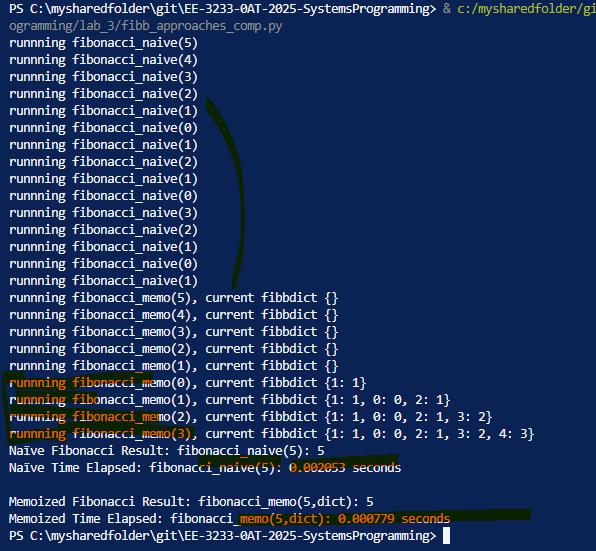 PS C:\mysharedfolder\git\EE-3233-0AT-2025-SystemsProgramming> & c:/mysharedfolder/gi
ogramming/lab_3/fibb_approaches_comp.py
runnning fibonacci_naive(5)
runnning fibonacci_naive(4)
runnning fibonacci_naive(3)
runnning fibonacci_naive(2)
runnning fibonacci_naive(1)
runnning fibonacci_naive(0)
runnning fibonacci_naive(1)
runnning fibonacci_naive(2)
runnning fibonacci_naive(1)
runnning fibonacci_naive(0)
runnning fibonacci_naive(3)
runnning fibonacci_naive(2)
runnning fibonacci_naive(1)
runnning fibonacci_naive(0)
runnning fibonacci_naive(1)
runnning fibonacci_memo(5), current fibbdict {}
runnning fibonacci_memo(4), current fibbdict {}
runnning fibonacci_memo(3), current fibbdict {}
runnning fibonacci_memo(2), current fibbdict {}
runnning fibonacci_memo(1), current fibbdict {}
runnning fibonacci_memo(0), current fibbdict {1: 1}
runnning fibonacci_memo(1), current fibbdict {1: 1, 0: 0, 2: 1}
runnning fibonacci_memo(2), current fibbdict {1: 1, 0: 0, 2: 1, 3: 2}
runnning fibonacci_memo(3), current fibbdict {1: 1, 0: 0, 2: 1, 3: 2, 4: 3}
Naïve Fibonacci Result: fibonacci_naive(5): 5
Naïve Time Elapsed: fibonacci_naive(5): 0.002053 seconds
Memoized Fibonacci Result: fibonacci_memo(5,dict): 5
Memoized Time Elapsed: fibonacci_memo(5,dict): 0.000779 seconds
PS C:\mysharedfolder\git\EE-3233-0AT-2025-SystemsProgramming>